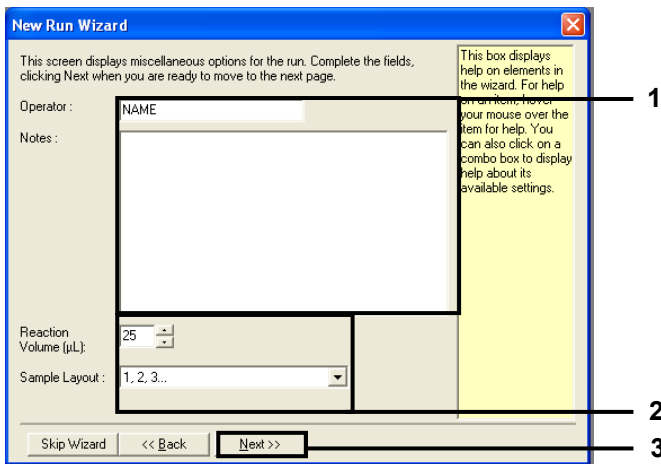 New Run Wizard
This screen displays miscellaneous options for the run. Complete the fields,
clicking Next when you are ready to move to the next page.
This box displays
help on elements in
the wizard. For help
on an item, hover
your mouse over the
item for help. You
can also click on a
combo box to display
help about its
available settings.
Operator :
NAME
1
Notes :
Reaction
Volume (µL):
25
Sample Layout :
1, 2, 3...
2
Skip Wizard
<< Back
Next >>
3